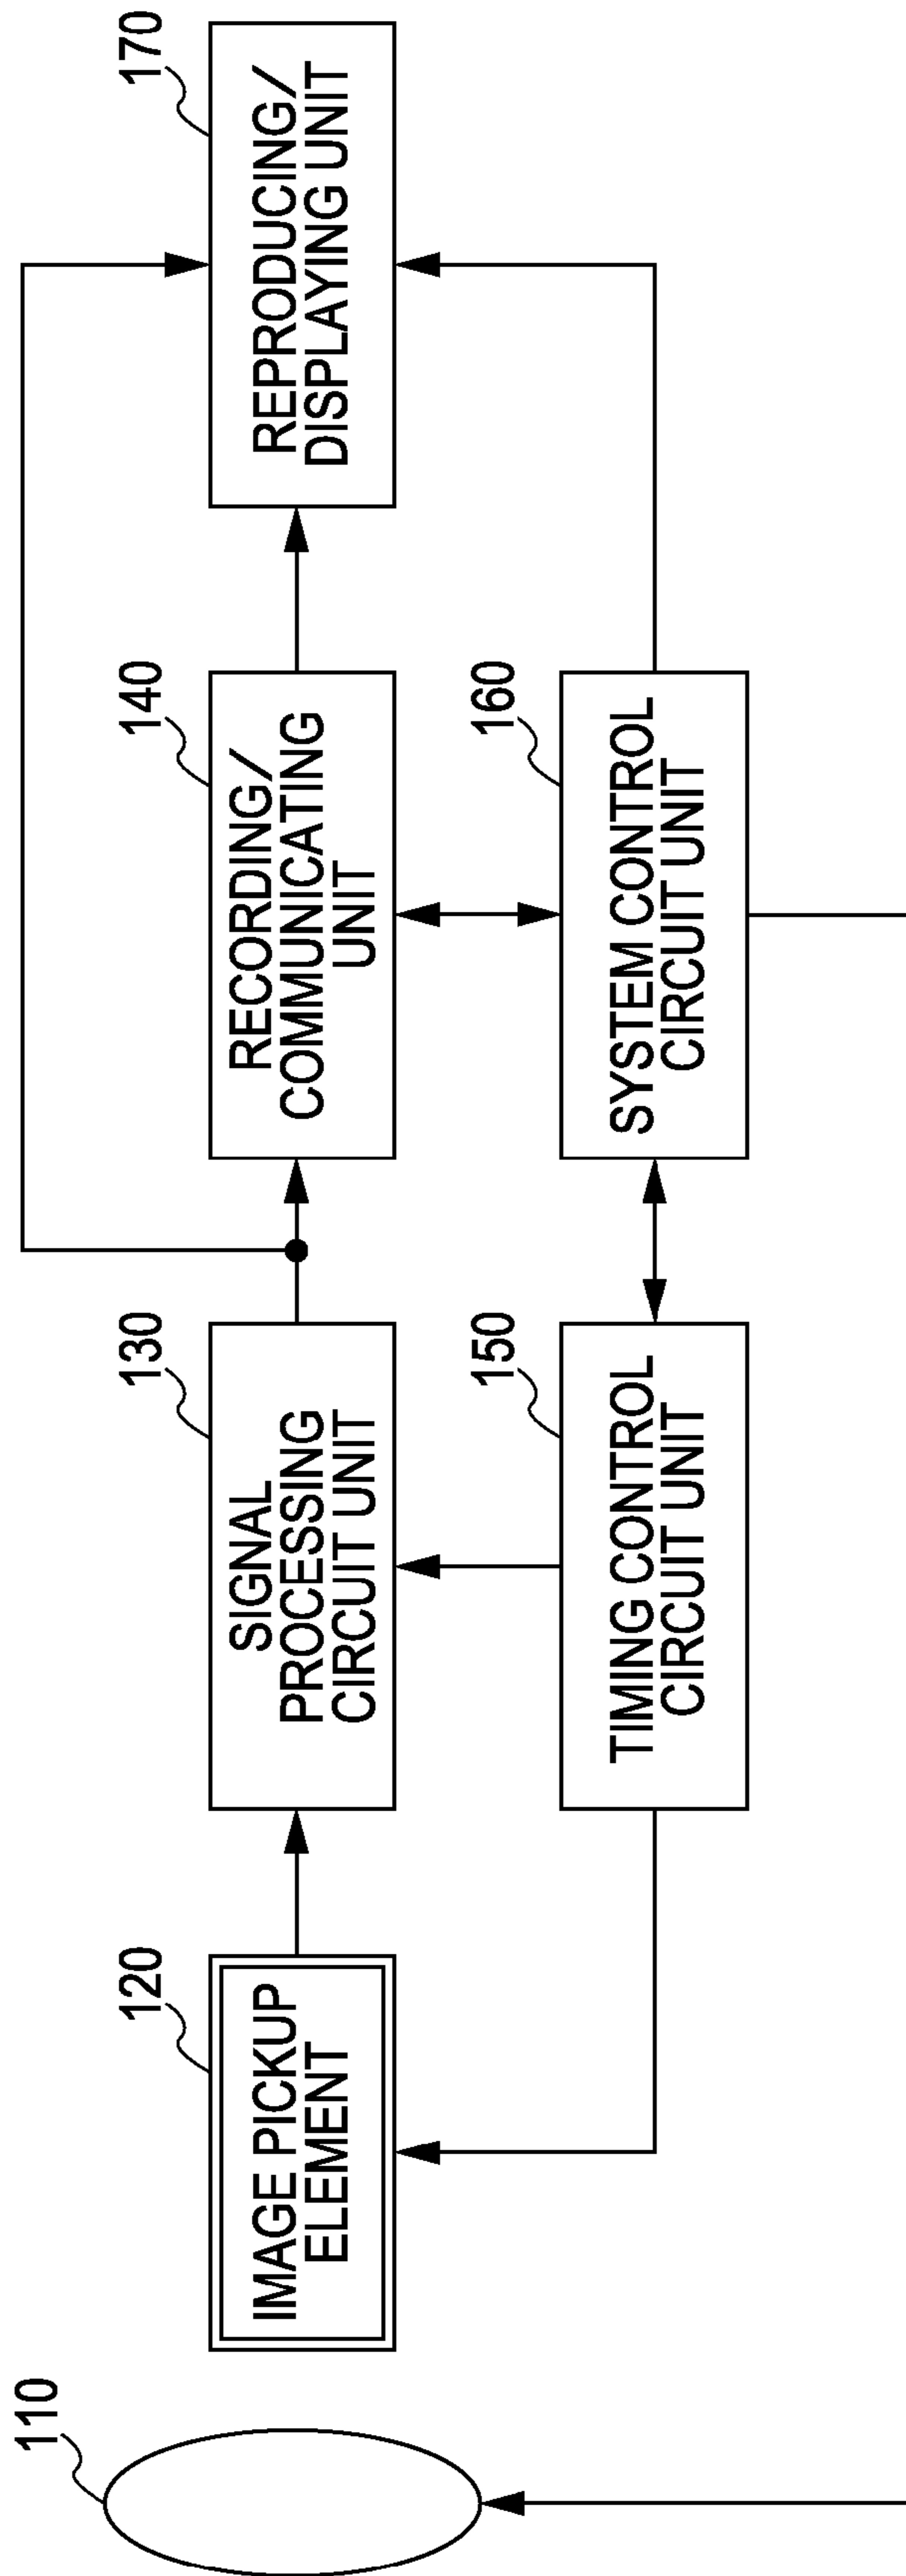 110
120
IMAGE PICKUP
ELEMENT
130
SIGNAL
PROCESSING
CIRCUIT UNIT
140
RECORDING/
COMMUNICATING
UNIT
170
REPRODUCING/
DISPLAYING UNIT
150
TIMING CONTROL
CIRCUIT UNIT
160
SYSTEM CONTROL
CIRCUIT UNIT